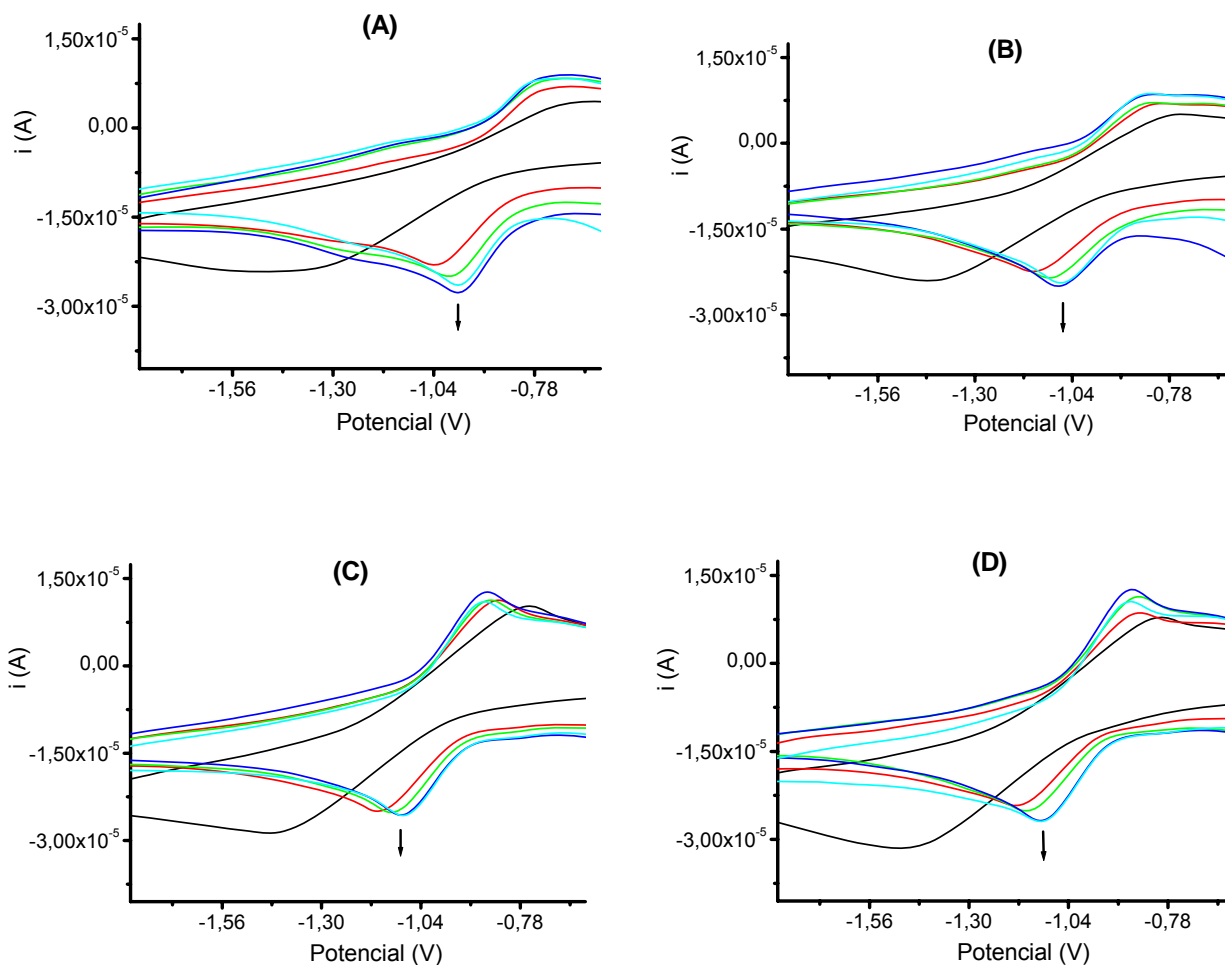 (A)
1,50x10-5
0,00
-1,50x10-5
-3,00x10-5
i (A)
-1,56 -1,30 -1,04 -0,78
Potencial (V)
(B)
1,50x10-5
0,00
-1,50x10-5
-3,00x10-5
i (A)
-1,56 -1,30 -1,04 -0,78
Potencial (V)
(C)
1,50x10-5
0,00
-1,50x10-5
-3,00x10-5
i (A)
-1,56 -1,30 -1,04 -0,78
Potencial (V)
(D)
1,50x10-5
0,00
-1,50x10-5
-3,00x10-5
i (A)
-1,56 -1,30 -1,04 -0,78
Potencial (V)